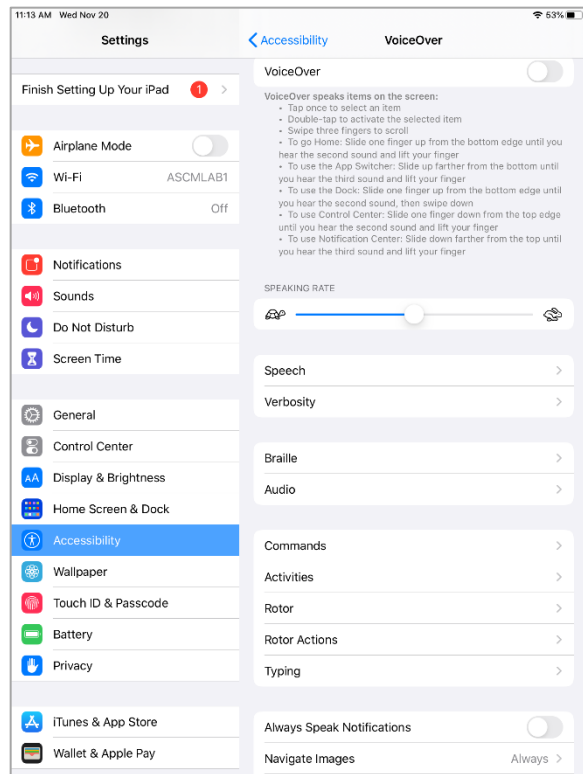 11:13 AM Wed Nov 20
53%
Settings
Finish Setting Up Your iPad 1
Airplane Mode
Wi-Fi ASCMLAB1
Bluetooth Off
Notifications
Sounds
Do Not Disturb
Screen Time
General
Control Center
AA Display & Brightness
Home Screen & Dock
Accessibility
Wallpaper
Touch ID & Passcode
Battery
Privacy
iTunes & App Store
Wallet & Apple Pay
Accessibility VoiceOver
VoiceOver
VoiceOver speaks items on the screen:
• Tap once to select an item
• Double-tap to activate the selected item
• Swipe three fingers to scroll
• To go Home: Slide one finger up from the bottom edge until you
hear the second sound and lift your finger
• To use the App Switcher: Slide up farther from the bottom until
you hear the third sound and lift your finger
• To use the Dock: Slide one finger up from the bottom edge until
you hear the second sound, then swipe down
• To use Control Center: Slide one finger down from the top edge
until you hear the second sound and lift your finger
• To use Notification Center: Slide down farther from the top until
you hear the third sound and lift your finger
SPEAKING RATE
Speech
Verbosity
Braille
Audio
Commands
Activities
Rotor
Rotor Actions
Typing
Always Speak Notifications
Navigate Images Always